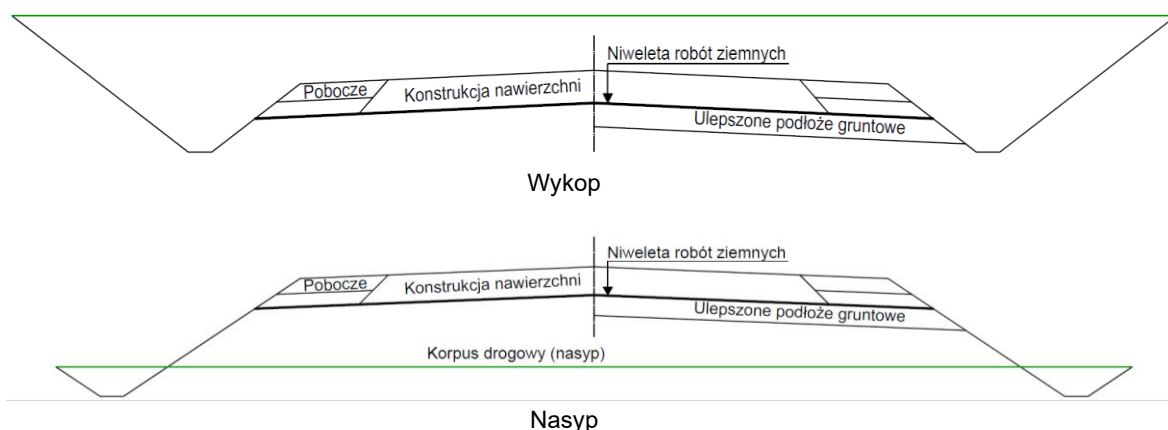 Niweleta robót ziemnych
Pobocze
Konstrukcja nawierzchni
Ulepszone podłoże gruntowe
Wykop
Niweleta robót ziemnych
Pobocze
Konstrukcja nawierzchni
Ulepszone podłoże gruntowe
Korpus drogowy (nasyp)
Nasyp